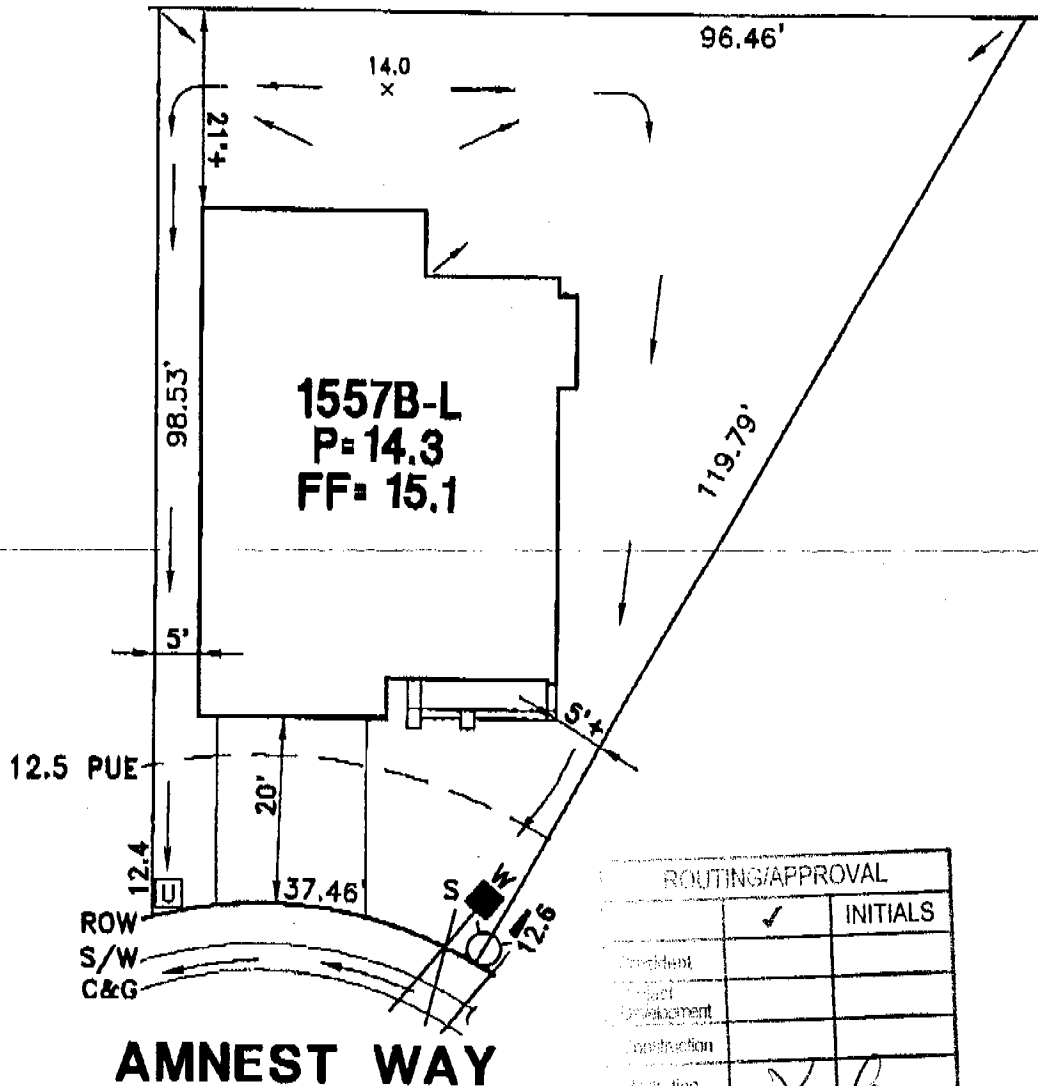 96.46'
14.0
21'+
98.53'
1557B-L
P=14.3
FF= 15.1
119.79'
5'
5'+
12.5 PUE
20'
12.4
U
37.46'
S
W
12.6
ROW
S/W
C&G
ROUTING/APPROVAL
✓ INITIALS
Development
Construction
AMNEST WAY